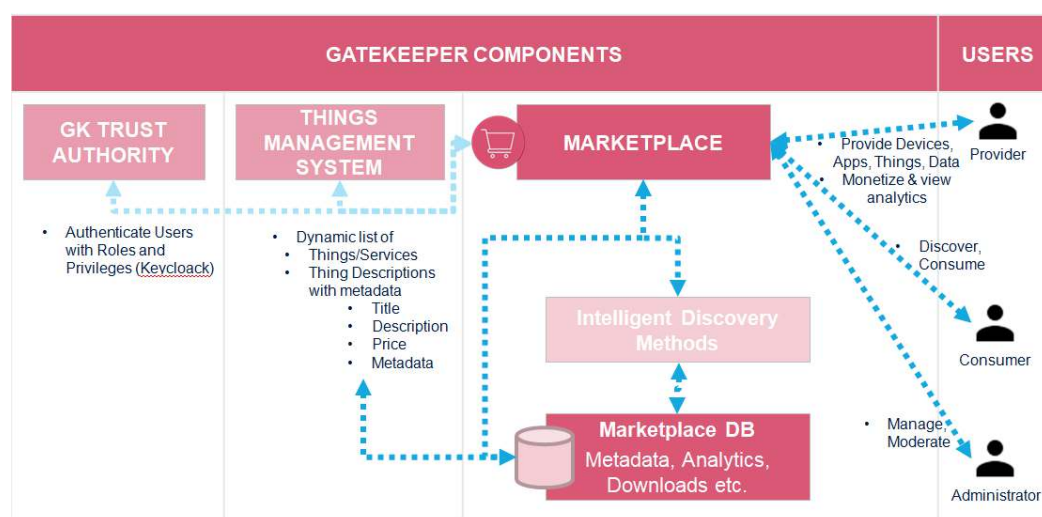 GATEKEEPER COMPONENTS
USERS
GK TRUST
AUTHORITY
• Authenticate Users
with Roles and
Privileges (Keycloack)
THINGS
MANAGEMENT
SYSTEM
• Dynamic list of
• Things/Services
• Thing Descriptions
with metadata
• Title
• Description
• Price
• Metadata
MARKETPLACE
Intelligent Discovery
Methods
Marketplace DB
Metadata, Analytics,
Downloads etc.
• Provide Devices,
Apps, Things, Data
• Monetize & view
analytics
Provider
• Discover,
Consume
Consumer
• Manage,
Moderate
Administrator